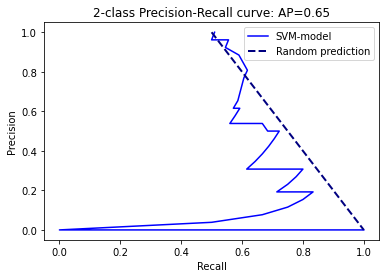 2-class Precision-Recall curve: AP=0.65
SVM-model
Random prediction
1.0
0.8
0.6
0.4
0.2
0.0
Precision
0.0 0.2 0.4 0.6 0.8 1.0
Recall